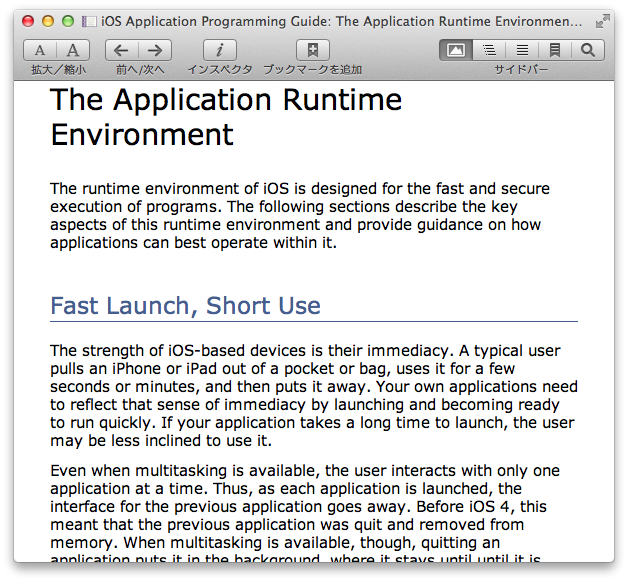 iOS Application Programming Guide: The Application Runtime Environmen...
A A
拡大／縮小
前へ/次へ
i
インスペクタ
ブックマークを追加
サイドバー
The Application Runtime
Environment
The runtime environment of iOS is designed for the fast and secure
execution of programs. The following sections describe the key
aspects of this runtime environment and provide guidance on how
applications can best operate within it.
Fast Launch, Short Use
The strength of iOS-based devices is their immediacy. A typical user
pulls an iPhone or iPad out of a pocket or bag, uses it for a few
seconds or minutes, and then puts it away. Your own applications need
to reflect that sense of immediacy by launching and becoming ready
to run quickly. If your application takes a long time to launch, the user
may be less inclined to use it.
Even when multitasking is available, the user interacts with only one
application at a time. Thus, as each application is launched, the
interface for the previous application goes away. Before iOS 4, this
meant that the previous application was quit and removed from
memory. When multitasking is available, though, quitting an
application puts it in the background, where it stays until until it is